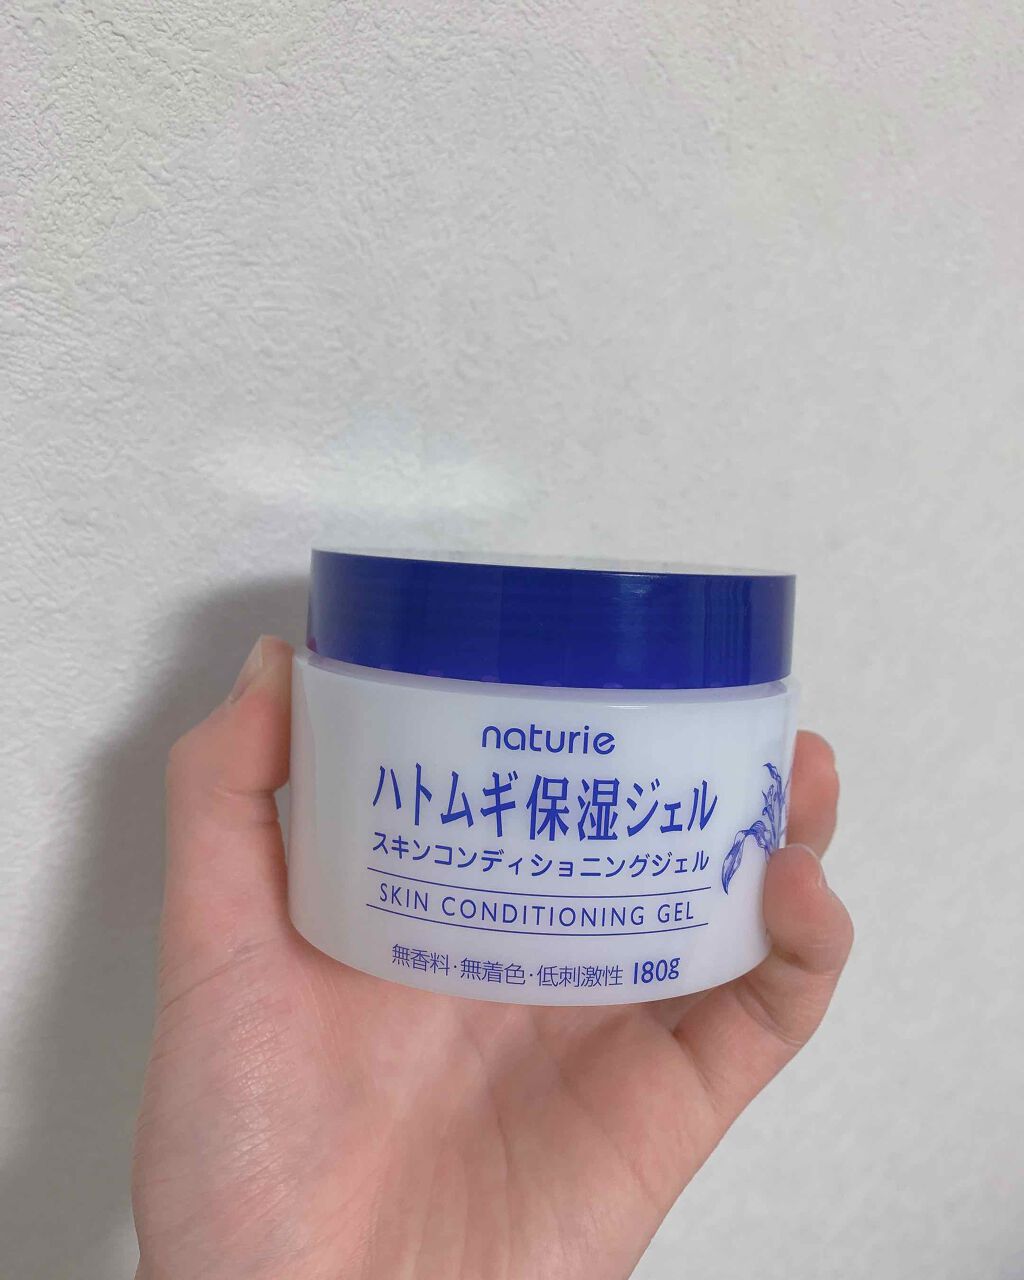 naturie
ハトムギ保湿ジェル
スキンコンディショニングジェル
SKIN CONDITIONING GEL
無香料・無着色・低刺激性 180g